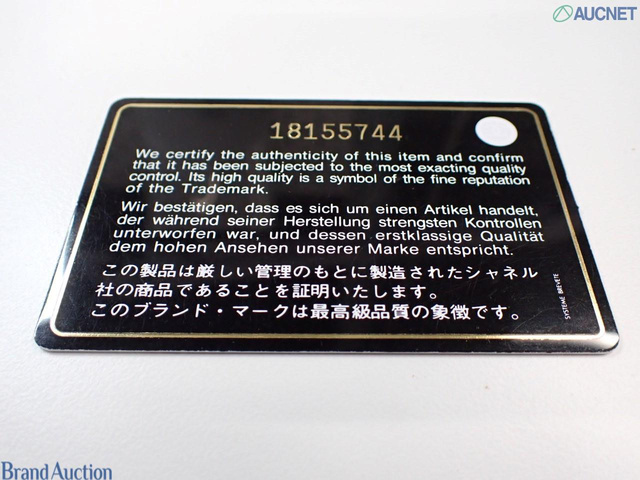 AUCNET
18155744
We certify the authenticity of this item and confirm
that it has been subjected to the most exacting quality
control. Its high quality is a symbol of the fine reputation
of the Trademark.
Wir bestätigen, dass es sich um einen Artikel handelt,
der während seiner Herstellung strengsten Kontrollen
unterworfen war, und dessen erstklassige Qualität
dem hohen Ansehen unserer Marke entspricht.
この製品は厳しい管理のもとに製造されたシャネル
社の商品であることを証明いたします。
このブランド・マークは最高級品質の象徴です。
SYSTEME BREVETE
Brand Auction